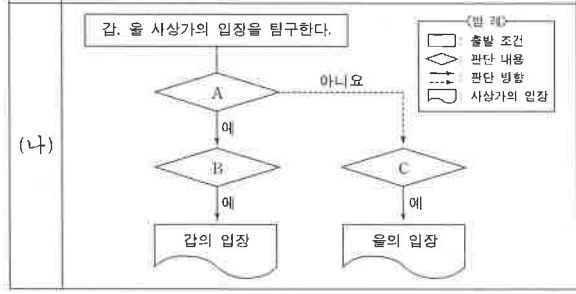 갑, 을 사상가의 입장을 탐구한다.
<범 례>
출발 조건
판단 내용
판단 방향
사상가의 입장
A
아니요
예
(나)
B
C
예
예
갑의 입장
을의 입장